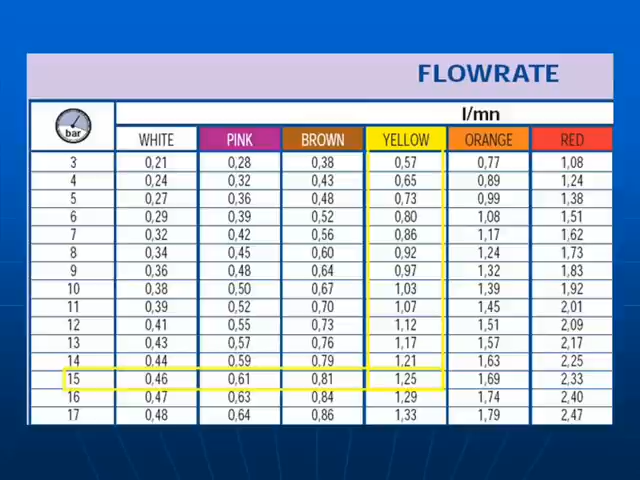 FLOWRATE
bar
l/mn
WHITE PINK BROWN YELLOW ORANGE RED
3 0,21 0,28 0,38 0,57 0,77 1,08
4 0,24 0,32 0,43 0,65 0,89 1,24
5 0,27 0,36 0,48 0,73 0,99 1,38
6 0,29 0,39 0,52 0,80 1,08 1,51
7 0,32 0,42 0,56 0,86 1,17 1,62
8 0,34 0,45 0,60 0,92 1,24 1,73
9 0,36 0,48 0,64 0,97 1,32 1,83
10 0,38 0,50 0,67 1,03 1,39 1,92
11 0,39 0,52 0,70 1,07 1,45 2,01
12 0,41 0,55 0,73 1,12 1,51 2,09
13 0,43 0,57 0,76 1,17 1,57 2,17
14 0,44 0,59 0,79 1,21 1,63 2,25
15 0,46 0,61 0,81 1,25 1,69 2,33
16 0,47 0,63 0,84 1,29 1,74 2,40
17 0,48 0,64 0,86 1,33 1,79 2,47